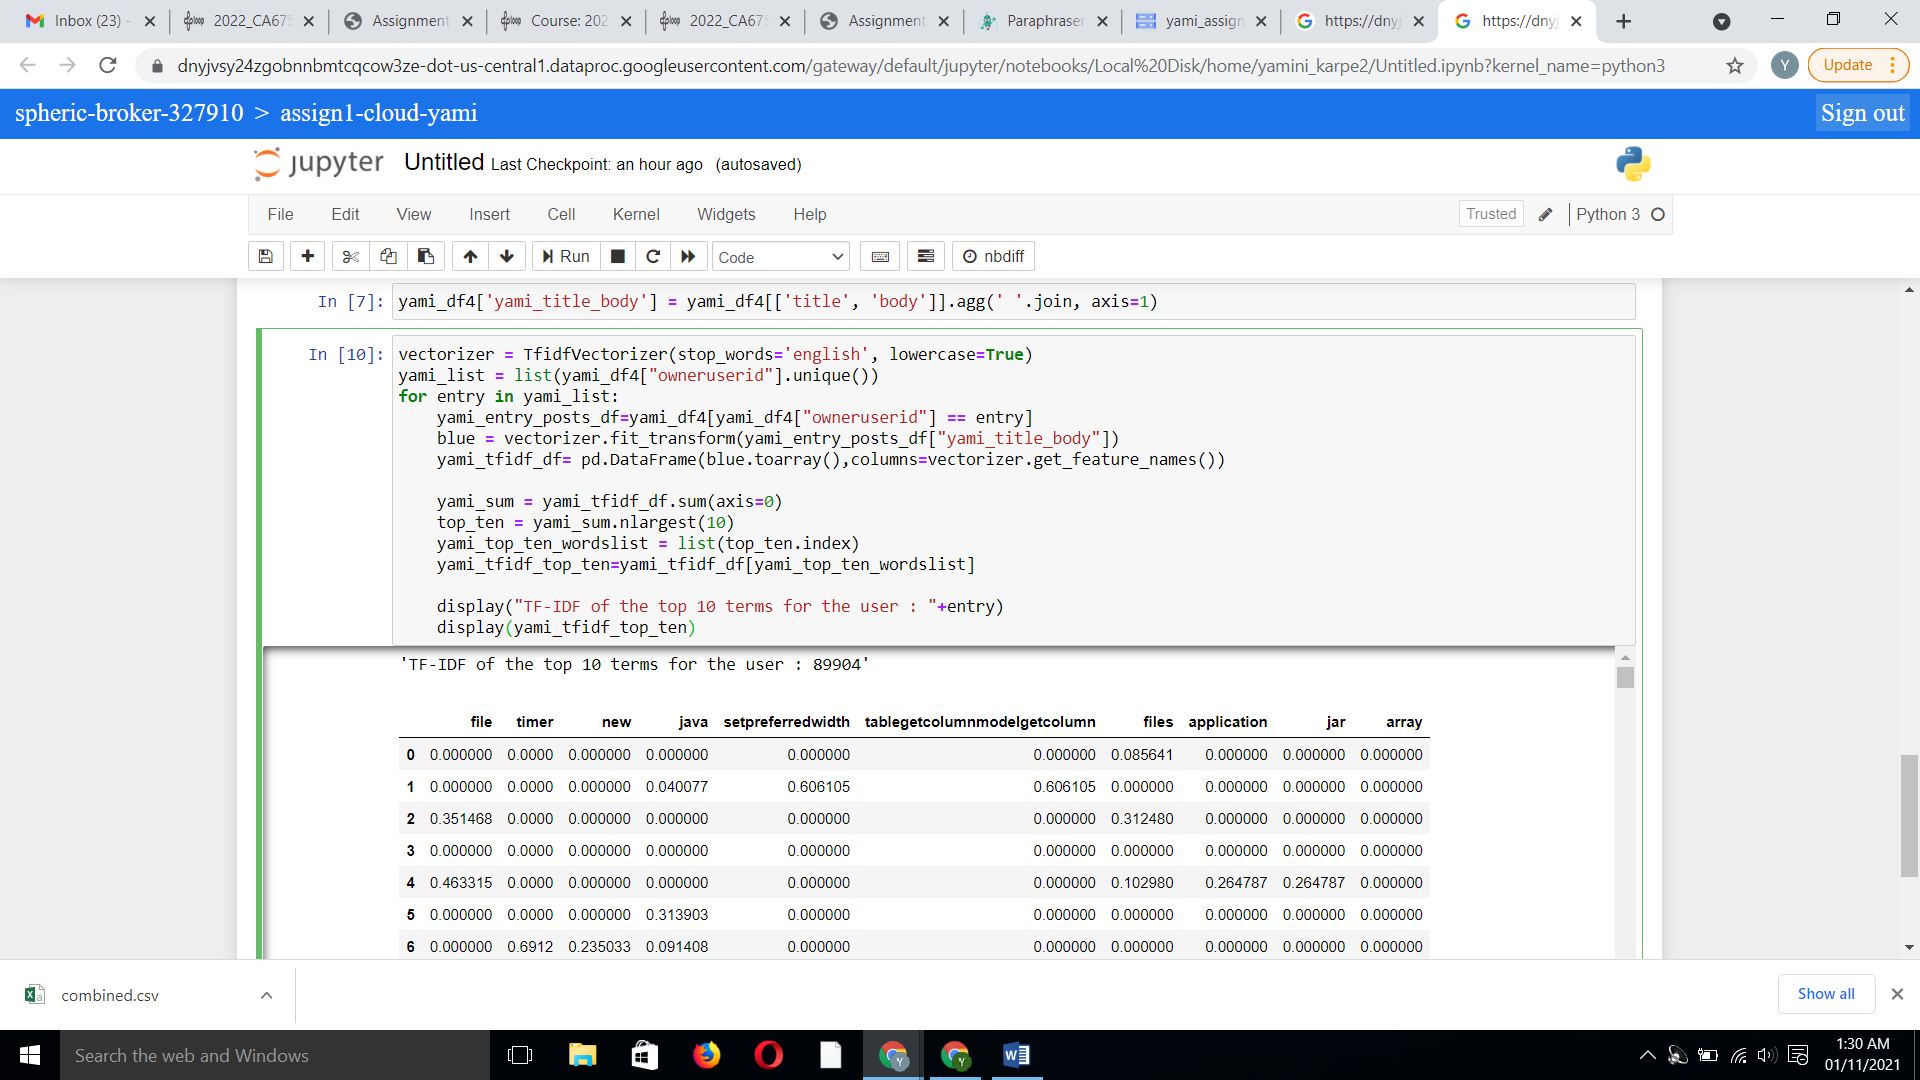 Inbox (23) -
2022_CA675
Assignment
Course: 202
2022_CA675
Assignment
Paraphraser
yami_assign
https://dnyj
https://dnyj
dnyjvsy24zgobnnbmtcqcow3ze-dot-us-central1.dataproc.googleusercontent.com/gateway/default/jupyter/notebooks/Local%20Disk/home/yamini_karpe2/Untitled.ipynb?kernel_name=python3
Y
Update
spheric-broker-327910 > assign1-cloud-yami
Sign out
jupyter Untitled Last Checkpoint: an hour ago (autosaved)
File Edit View Insert Cell Kernel Widgets Help
Trusted
Python 3
Run
Code
nbdiff
In [7]: yami_df4['yami_title_body'] = yami_df4[['title', 'body']].agg(' '.join, axis=1)
In [10]: vectorizer = TfidfVectorizer(stop_words='english', lowercase=True)
yami_list = list(yami_df4["owneruserid"].unique())
for entry in yami_list:
    yami_entry_posts_df=yami_df4[yami_df4["owneruserid"] == entry]
    blue = vectorizer.fit_transform(yami_entry_posts_df["yami_title_body"])
    yami_tfidf_df= pd.DataFrame(blue.toarray(),columns=vectorizer.get_feature_names())
    yami_sum = yami_tfidf_df.sum(axis=0)
    top_ten = yami_sum.nlargest(10)
    yami_top_ten_wordslist = list(top_ten.index)
    yami_tfidf_top_ten=yami_tfidf_df[yami_top_ten_wordslist]
    display("TF-IDF of the top 10 terms for the user : "+entry)
    display(yami_tfidf_top_ten)
'TF-IDF of the top 10 terms for the user : 89904'
file timer new java setpreferredwidth tablegetcolumnmodelgetcolumn files application jar array
0 0.000000 0.0000 0.000000 0.000000 0.000000 0.000000 0.085641 0.000000 0.000000 0.000000
1 0.000000 0.0000 0.000000 0.040077 0.606105 0.606105 0.000000 0.000000 0.000000 0.000000
2 0.351468 0.0000 0.000000 0.000000 0.000000 0.000000 0.312480 0.000000 0.000000 0.000000
3 0.000000 0.0000 0.000000 0.000000 0.000000 0.000000 0.000000 0.000000 0.000000 0.000000
4 0.463315 0.0000 0.000000 0.000000 0.000000 0.000000 0.102980 0.264787 0.264787 0.000000
5 0.000000 0.0000 0.000000 0.313903 0.000000 0.000000 0.000000 0.000000 0.000000 0.000000
6 0.000000 0.6912 0.235033 0.091408 0.000000 0.000000 0.000000 0.000000 0.000000 0.000000
combined.csv
Show all
Search the web and Windows
1:30 AM
01/11/2021